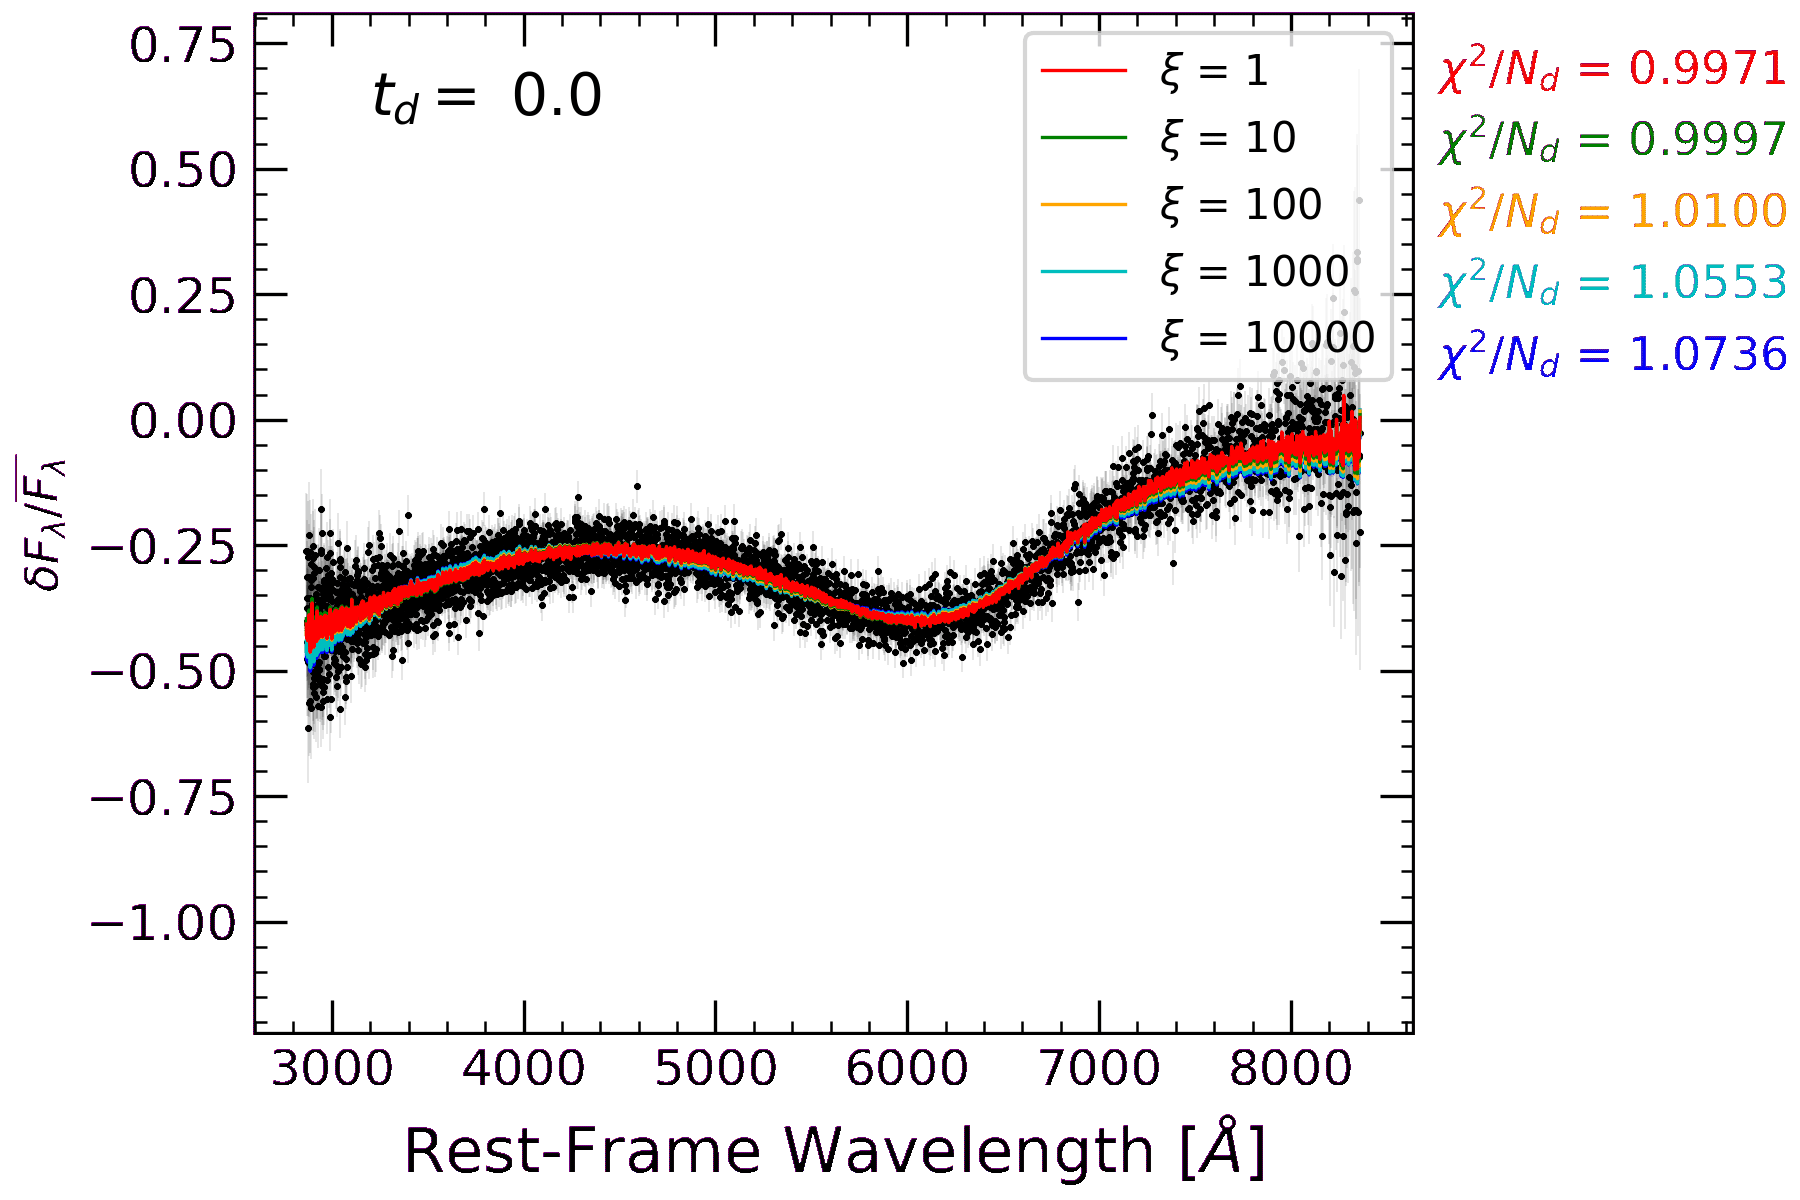 t_d = 0.0
ξ = 1
ξ = 10
ξ = 100
ξ = 1000
ξ = 10000
χ²/N_d = 0.9971
χ²/N_d = 0.9997
χ²/N_d = 1.0100
χ²/N_d = 1.0553
χ²/N_d = 1.0736
0.75
0.50
0.25
0.00
−0.25
−0.50
−0.75
−1.00
δF_λ/F̅_λ
3000 4000 5000 6000 7000 8000
Rest-Frame Wavelength [Å]